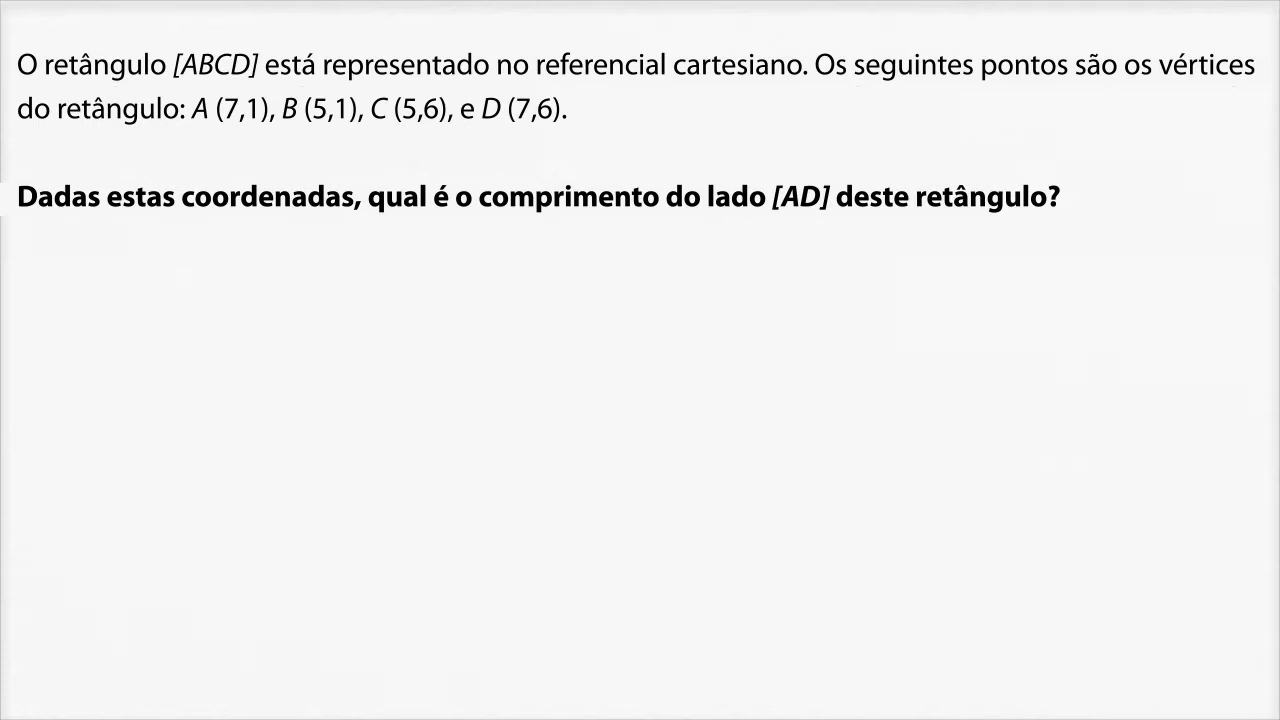 O retângulo [ABCD] está representado no referencial cartesiano. Os seguintes pontos são os vértices
do retângulo: A (7,1), B (5,1), C (5,6), e D (7,6).
Dadas estas coordenadas, qual é o comprimento do lado [AD] deste retângulo?